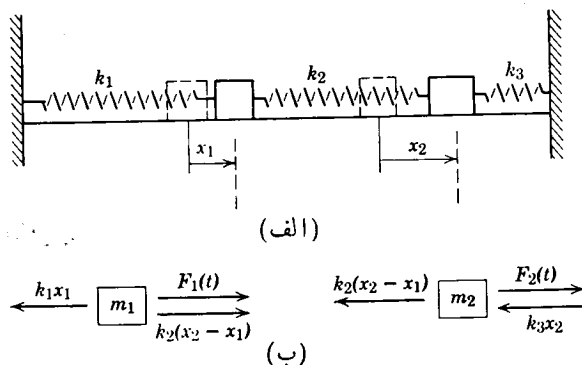 k₁
k₂
k₃
x₁
x₂
(الف)
k₁x₁
m₁
F₁(t)
k₂(x₂ − x₁)
k₂(x₂ − x₁)
m₂
F₂(t)
k₃x₂
(ب)